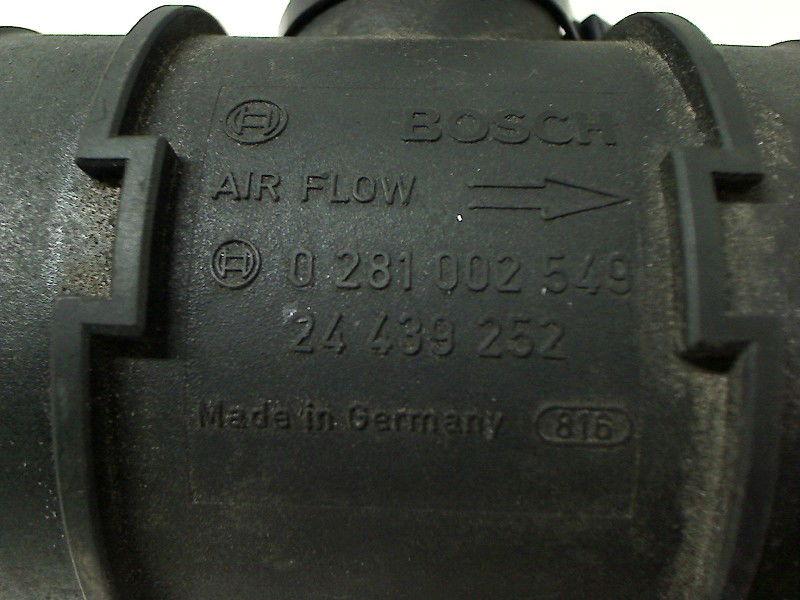 BOSCH
AIR FLOW
0 281 002 549
24 439 252
Made in Germany 816